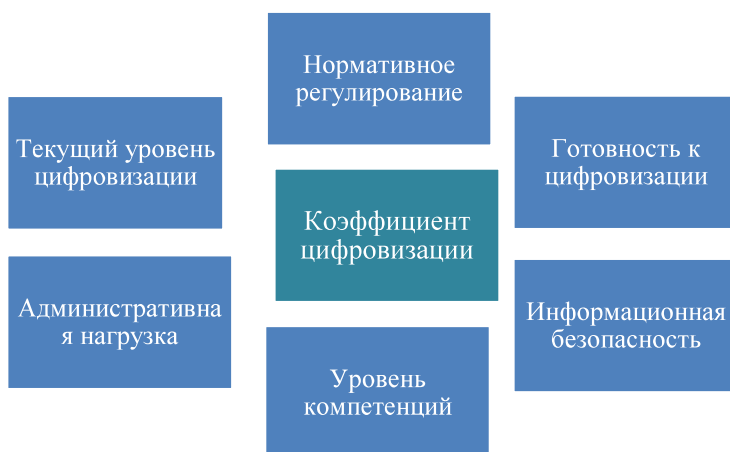 Нормативное
регулирование
Текущий уровень
цифровизации
Готовность к
цифровизации
Коэффициент
цифровизации
Административна
я нагрузка
Информационная
безопасность
Уровень
компетенций